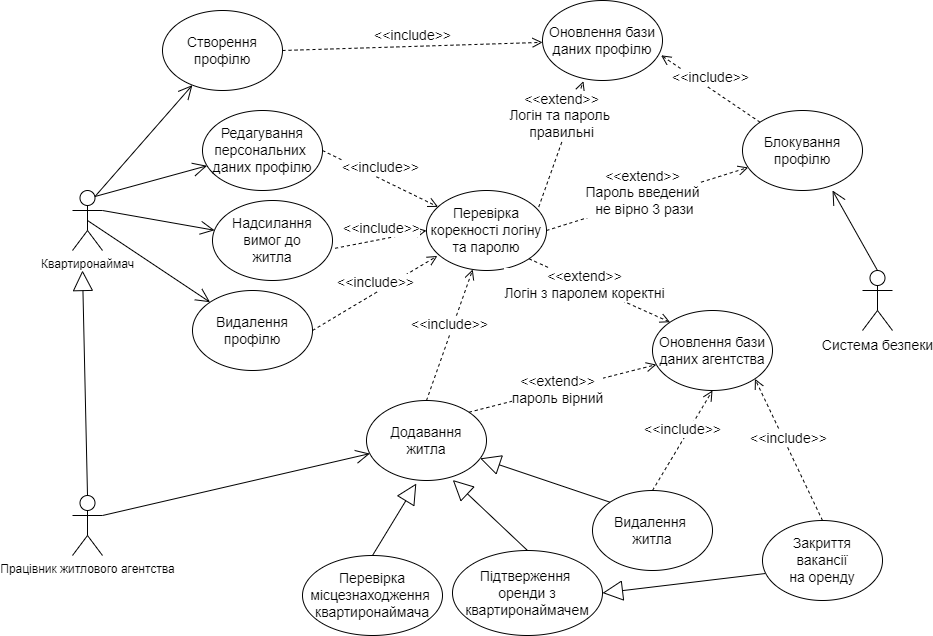 Створення
профілю
<<include>>
Оновлення бази
даних профілю
<<include>>
<<extend>>
Логін та пароль
правильні
Редагування
персональних
даних профілю
<<include>>
Блокування
профілю
<<extend>>
Пароль введений
не вірно 3 рази
Квартиронаймач
Надсилання
вимог до
житла
<<include>>
Перевірка
корекності логіну
та паролю
<<include>>
<<extend>>
Логін з паролем коректні
Видалення
профілю
<<include>>
Оновлення бази
даних агентства
Система безпеки
<<extend>>
пароль вірний
Додавання
житла
<<include>>
<<include>>
Видалення
житла
Закриття
вакансії
на оренду
Працівник житлового агентства
Перевірка
місцезнаходження
квартиронаймача
Підтверження
оренди з
квартиронаймачем